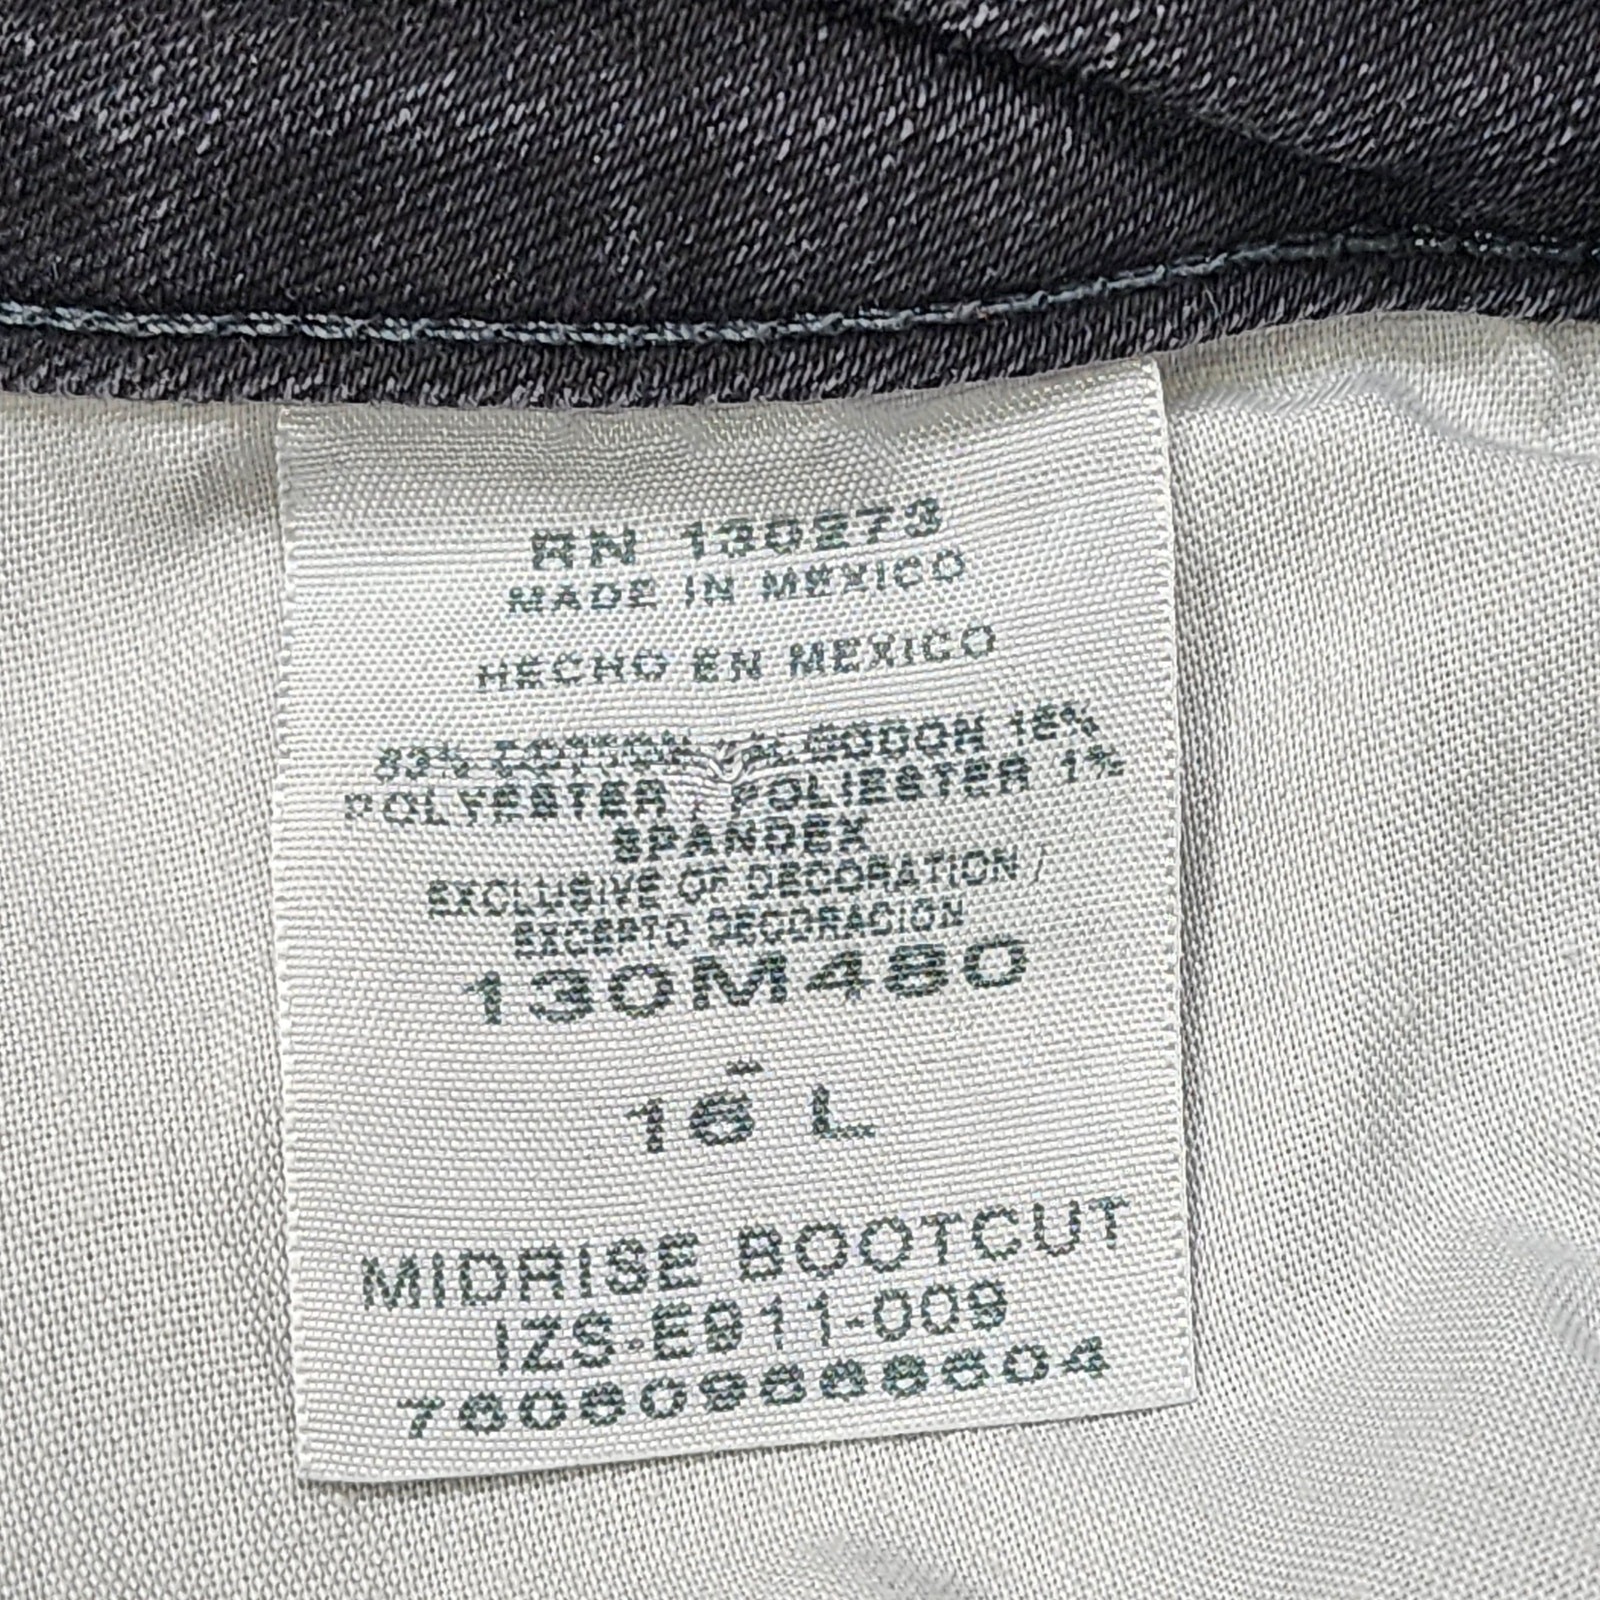 RN 130273
MADE IN MEXICO
HECHO EN MEXICO
83% COTTON / ALGODON 16%
POLYESTER / POLIESTER 1%
SPANDEX
EXCLUSIVE OF DECORATION /
EXCEPTO DECORACION
130M480
-
16 L
MIDRISE BOOTCUT
IZS-E911-009